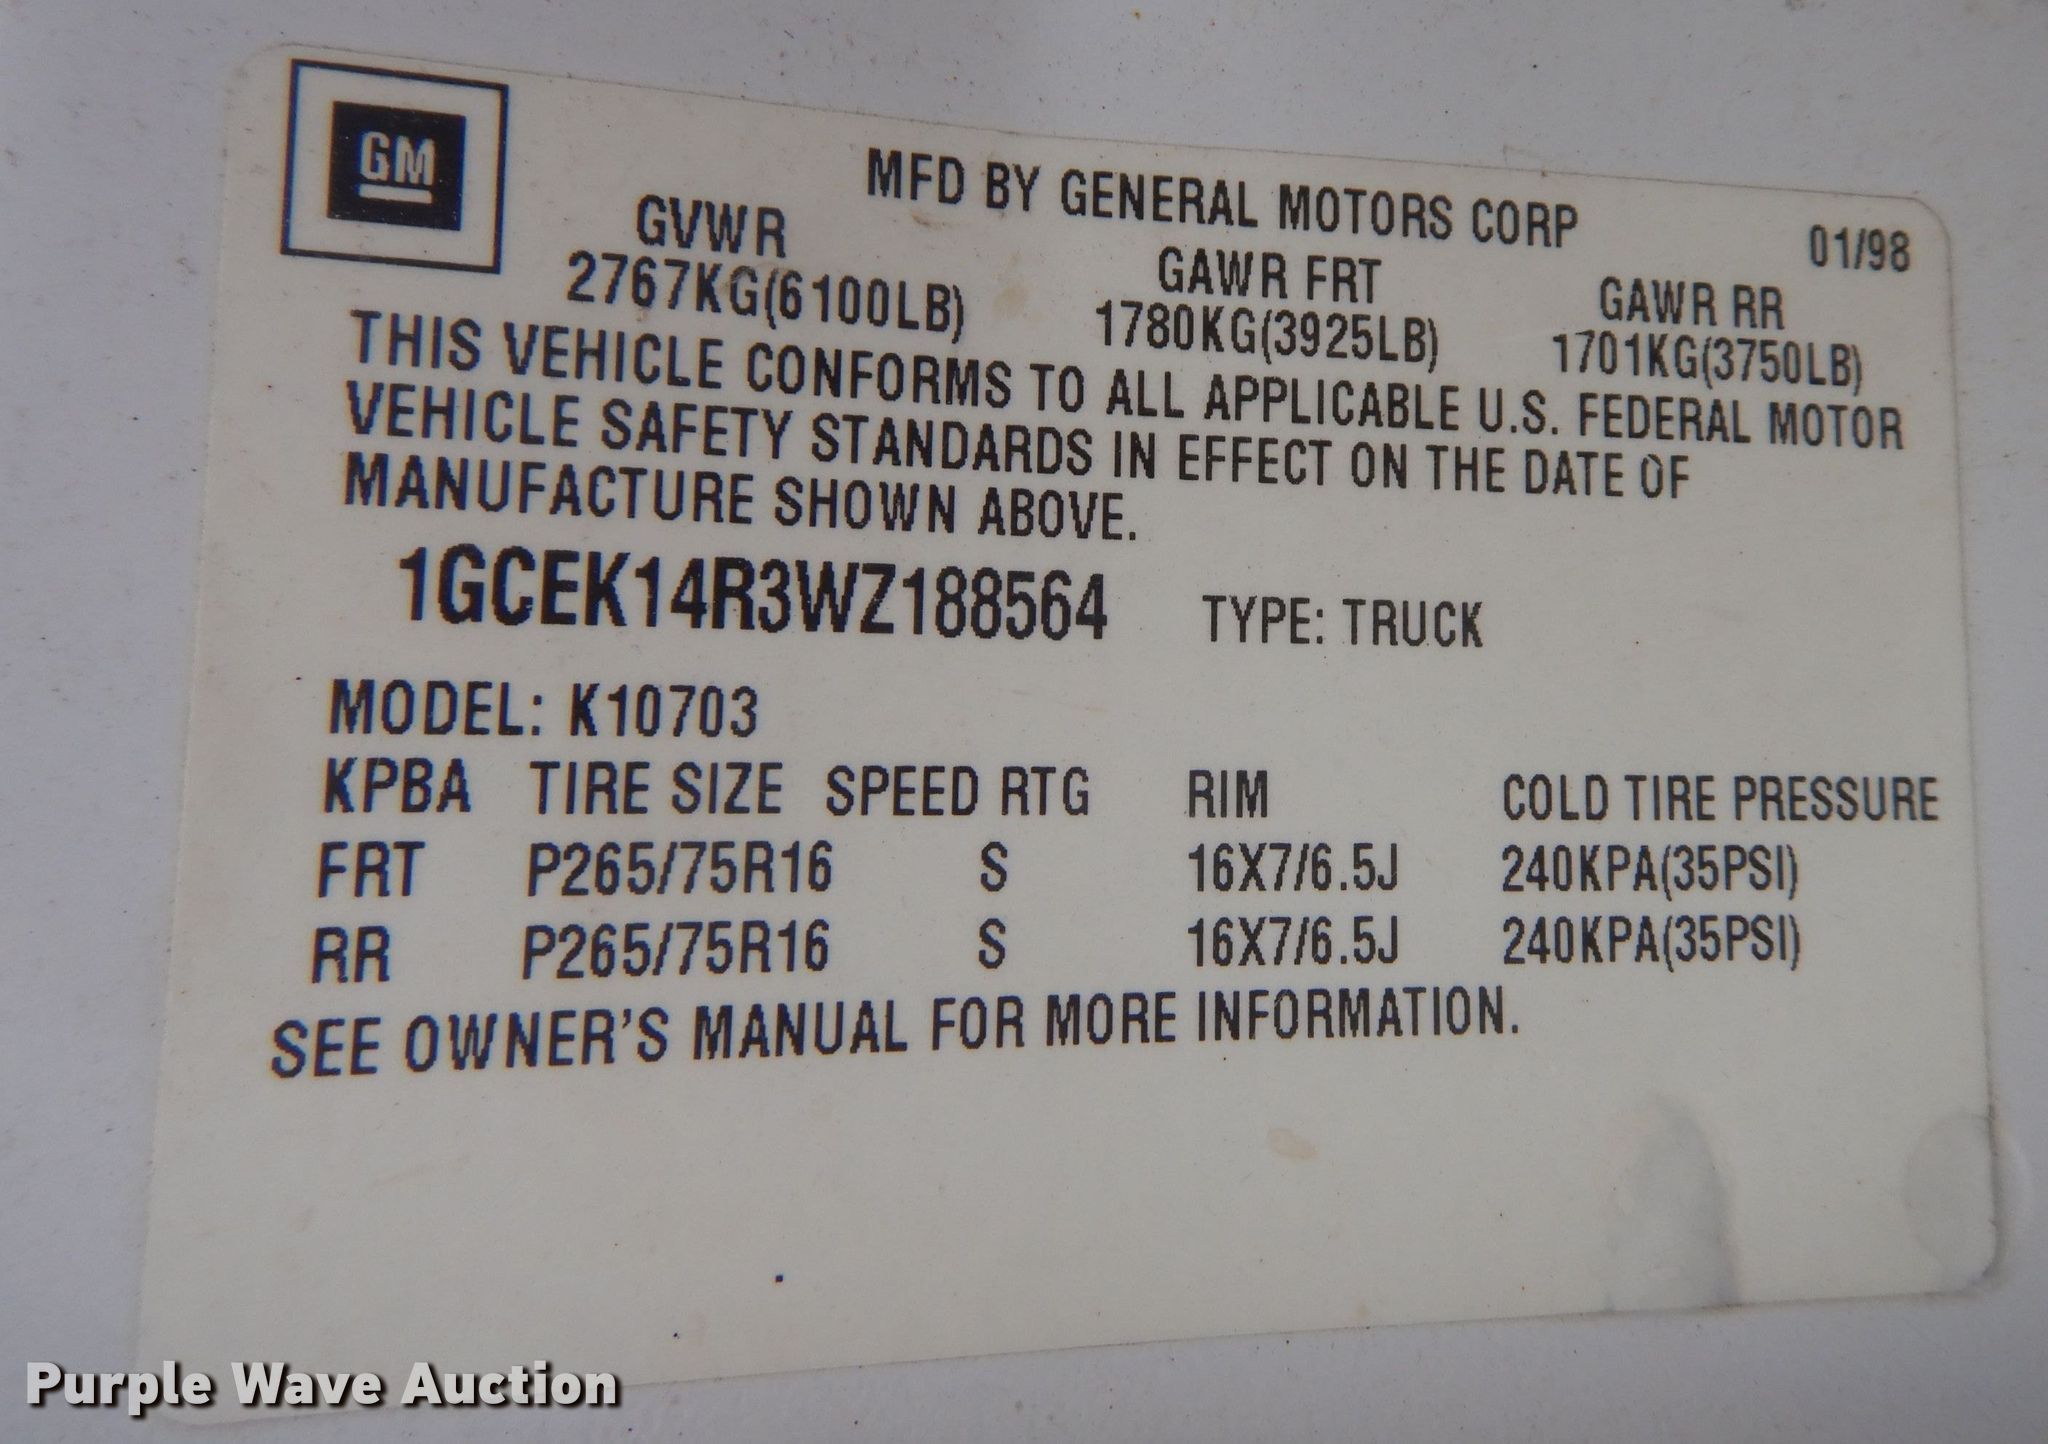 GM
MFD BY GENERAL MOTORS CORP
01/98
GVWR GAWR FRT GAWR RR
2767KG(6100LB) 1780KG(3925LB) 1701KG(3750LB)
THIS VEHICLE CONFORMS TO ALL APPLICABLE U.S. FEDERAL MOTOR
VEHICLE SAFETY STANDARDS IN EFFECT ON THE DATE OF
MANUFACTURE SHOWN ABOVE.
1GCEK14R3WZ188564 TYPE: TRUCK
MODEL: K10703
KPBA TIRE SIZE SPEED RTG RIM COLD TIRE PRESSURE
FRT P265/75R16 S 16X7/6.5J 240KPA(35PSI)
RR P265/75R16 S 16X7/6.5J 240KPA(35PSI)
SEE OWNER'S MANUAL FOR MORE INFORMATION.
Purple Wave Auction